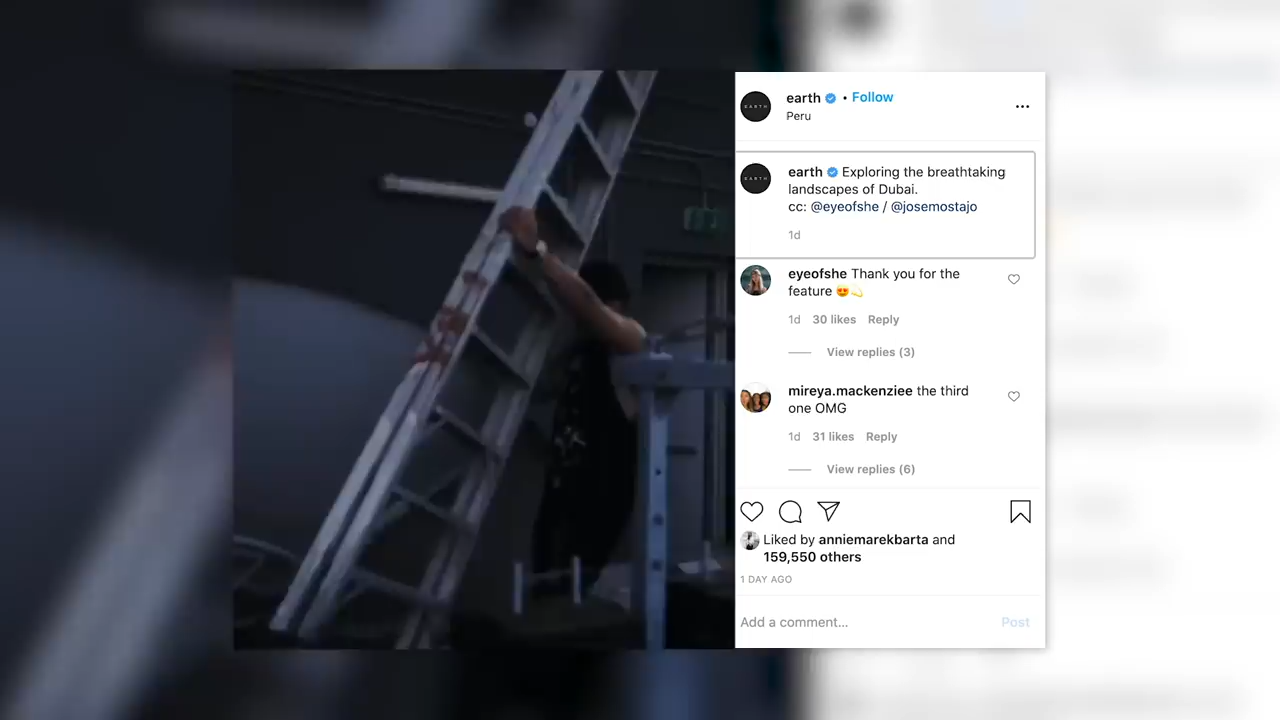 earth • Follow
Peru
earth Exploring the breathtaking
landscapes of Dubai.
cc: @eyeofshe / @josemostajo
1d
eyeofshe Thank you for the
feature 😍💫
1d 30 likes Reply
View replies (3)
mireya.mackenziee the third
one OMG
1d 31 likes Reply
View replies (6)
Liked by anniemarekbarta and
159,550 others
1 DAY AGO
Add a comment... Post